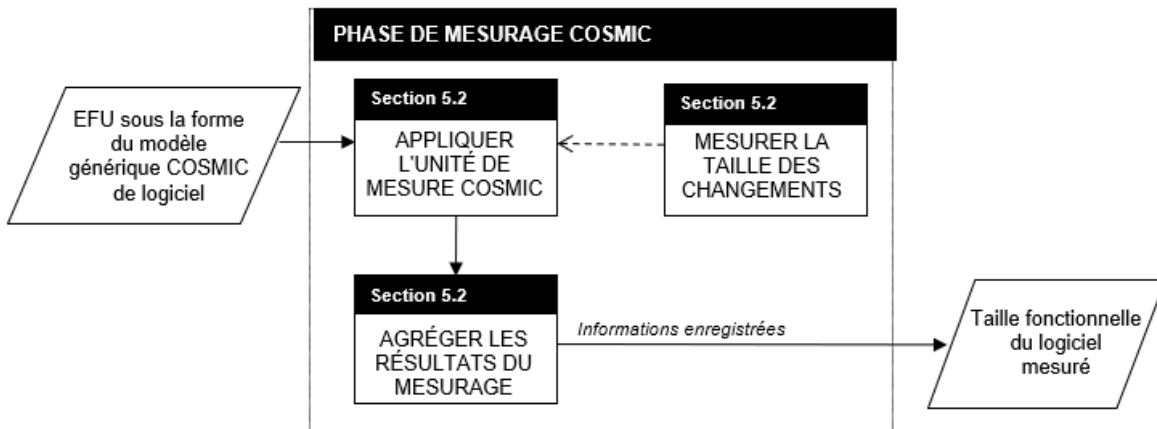 PHASE DE MESURAGE COSMIC
EFU sous la forme
du modèle
générique COSMIC
de logiciel
Section 5.2
APPLIQUER
L'UNITÉ DE
MESURE COSMIC
Section 5.2
MESURER LA
TAILLE DES
CHANGEMENTS
Section 5.2
AGRÉGER LES
RÉSULTATS DU
MESURAGE
Informations enregistrées
Taille fonctionnelle
du logiciel
mesuré